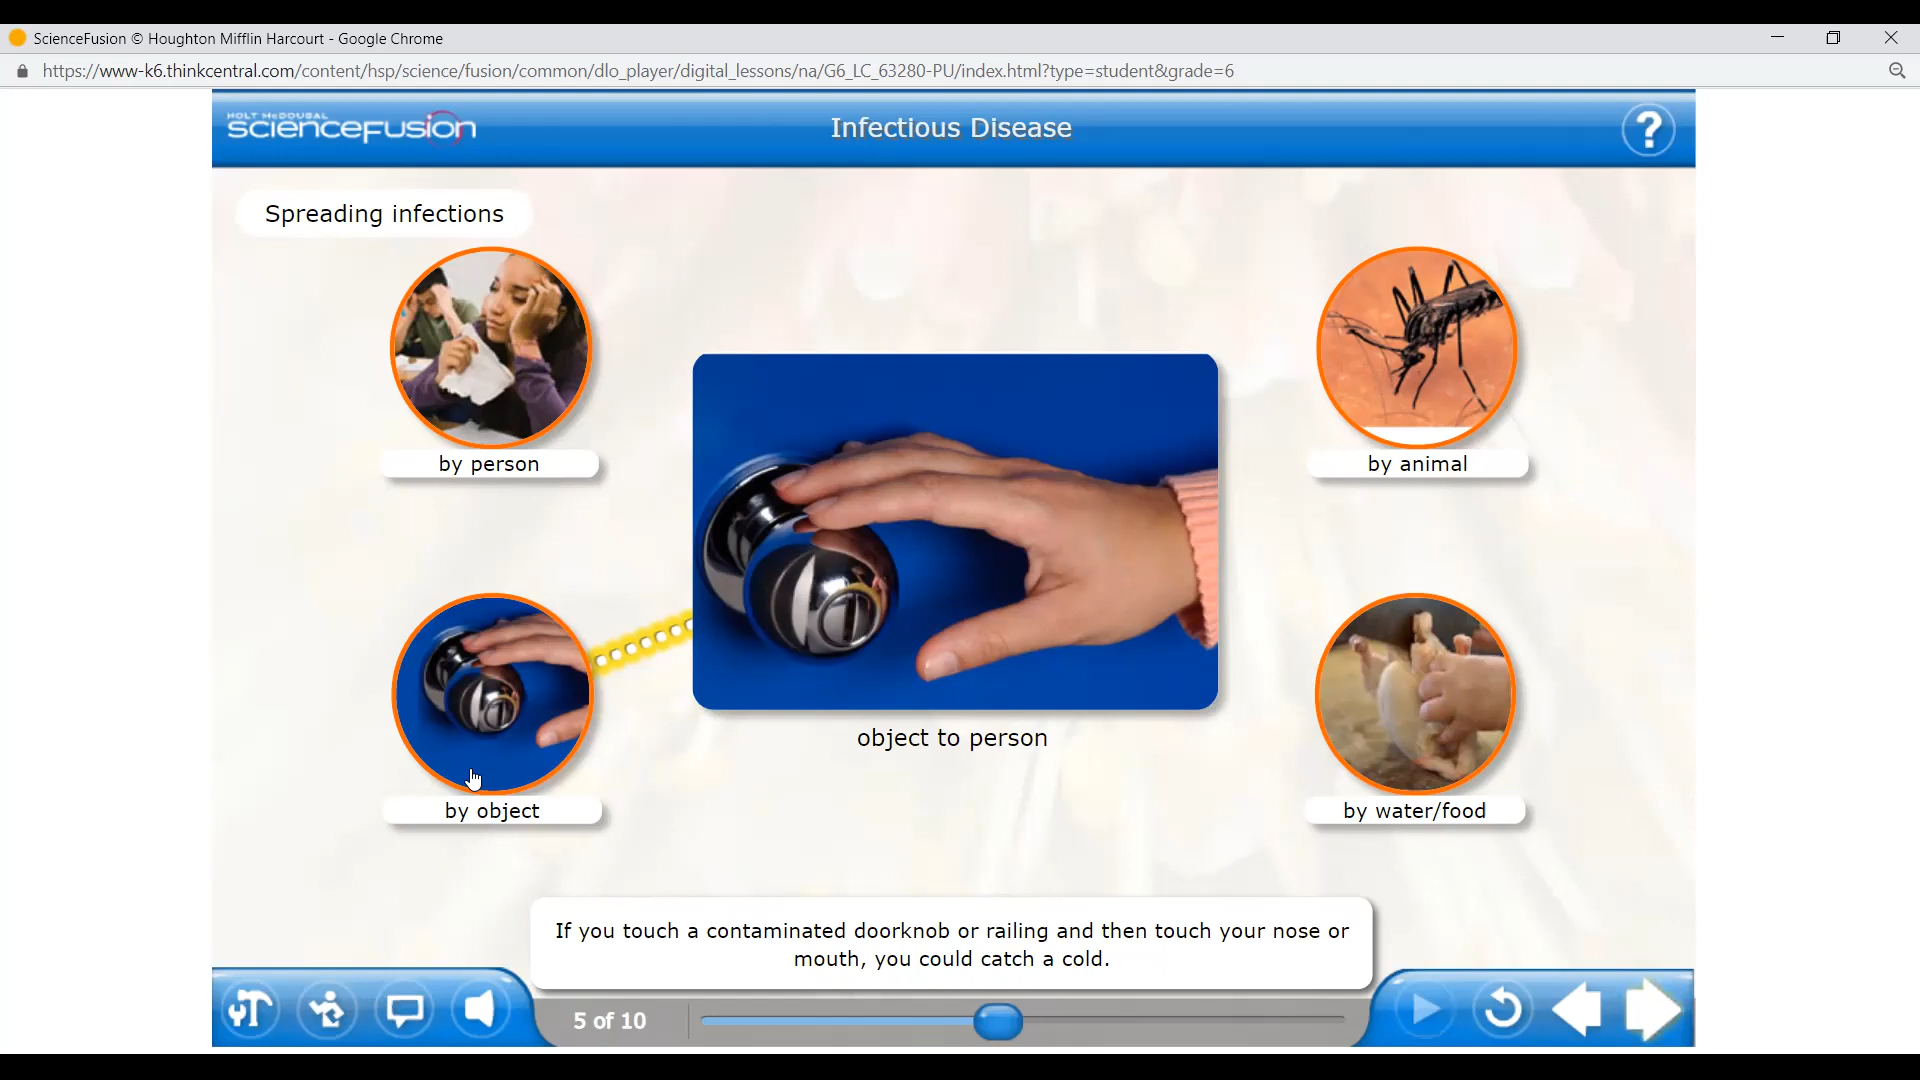 ScienceFusion © Houghton Mifflin Harcourt - Google Chrome
https://www-k6.thinkcentral.com/content/hsp/science/fusion/common/dlo_player/digital_lessons/na/G6_LC_63280-PU/index.html?type=student&grade=6
HOLT McDOUGAL
scienceFusion
Infectious Disease
?
Spreading infections
by person
by animal
object to person
by object
by water/food
If you touch a contaminated doorknob or railing and then touch your nose or
mouth, you could catch a cold.
5 of 10